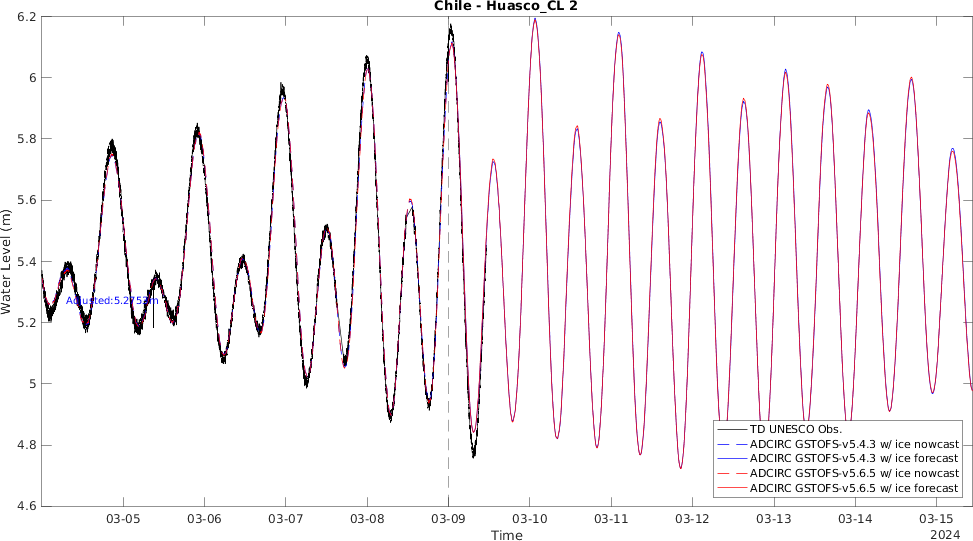 Chile - Huasco_CL 2
6.2
6
5.8
5.6
5.4
5.2
5
4.8
4.6
Water Level (m)
Adjusted:5.2752m
TD UNESCO Obs.
ADCIRC GSTOFS-v5.4.3 w/ ice nowcast
ADCIRC GSTOFS-v5.4.3 w/ ice forecast
ADCIRC GSTOFS-v5.6.5 w/ ice nowcast
ADCIRC GSTOFS-v5.6.5 w/ ice forecast
03-05 03-06 03-07 03-08 03-09 03-10 03-11 03-12 03-13 03-14 03-15
Time
2024